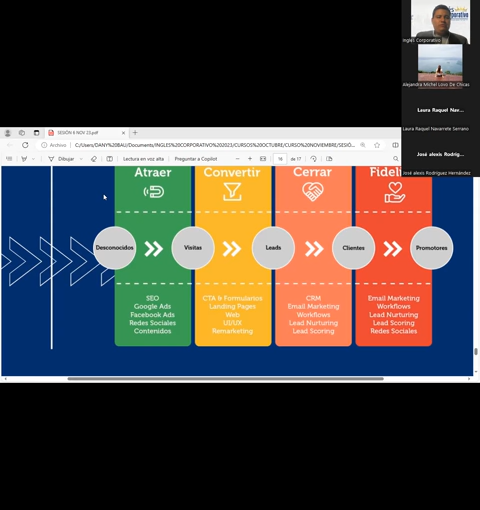 Inglés Corporativo
Alejandra Michel Lovo De Chicas
Laura Raquel Nav...
Laura Raquel Navarrete Serrano
José alexis Rodríg...
José alexis Rodríguez Hernández
SESIÓN 8 NOV 23.pdf
Archivo
C:/Users/DANY%20BAU/Documents/INGLES%20CORPORATIVO%202023/CURSOS%20OCTUBRE/CURSO%20NOVIEMBRE/SESIÓ...
Dibujar
Lectura en voz alta
Preguntar a Copilot
16
de 17
Atraer
Convertir
Cerrar
Fideli
Desconocidos
Visitas
Leads
Clientes
Promotores
SEO
Google Ads
Facebook Ads
Redes Sociales
Contenidos
CTA & Formularios
Landing Pages
Web
UI/UX
Remarketing
CRM
Email Marketing
Workflows
Lead Nurturing
Lead Scoring
Email Marketing
Workflows
Lead Nurturing
Lead Scoring
Redes Sociales